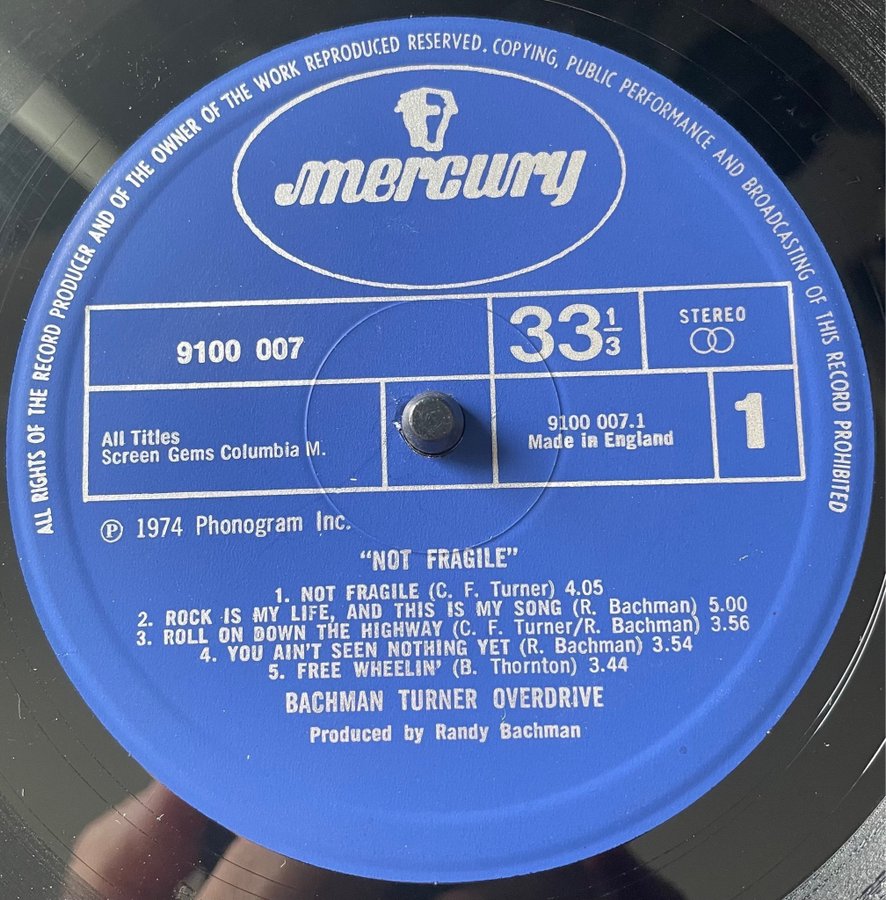 ALL RIGHTS OF THE RECORD PRODUCER AND OF THE OWNER OF THE WORK REPRODUCED RESERVED. COPYING, PUBLIC PERFORMANCE AND BROADCASTING OF THIS RECORD PROHIBITED
mercury
9100 007
33 1/3
STEREO
All Titles
Screen Gems Columbia M.
9100 007.1
Made in England
1
Ⓟ 1974 Phonogram Inc.
"NOT FRAGILE"
1. NOT FRAGILE (C. F. Turner) 4.05
2. ROCK IS MY LIFE, AND THIS IS MY SONG (R. Bachman) 5.00
3. ROLL ON DOWN THE HIGHWAY (C. F. Turner/R. Bachman) 3.56
4. YOU AIN'T SEEN NOTHING YET (R. Bachman) 3.54
5. FREE WHEELIN' (B. Thornton) 3.44
BACHMAN TURNER OVERDRIVE
Produced by Randy Bachman